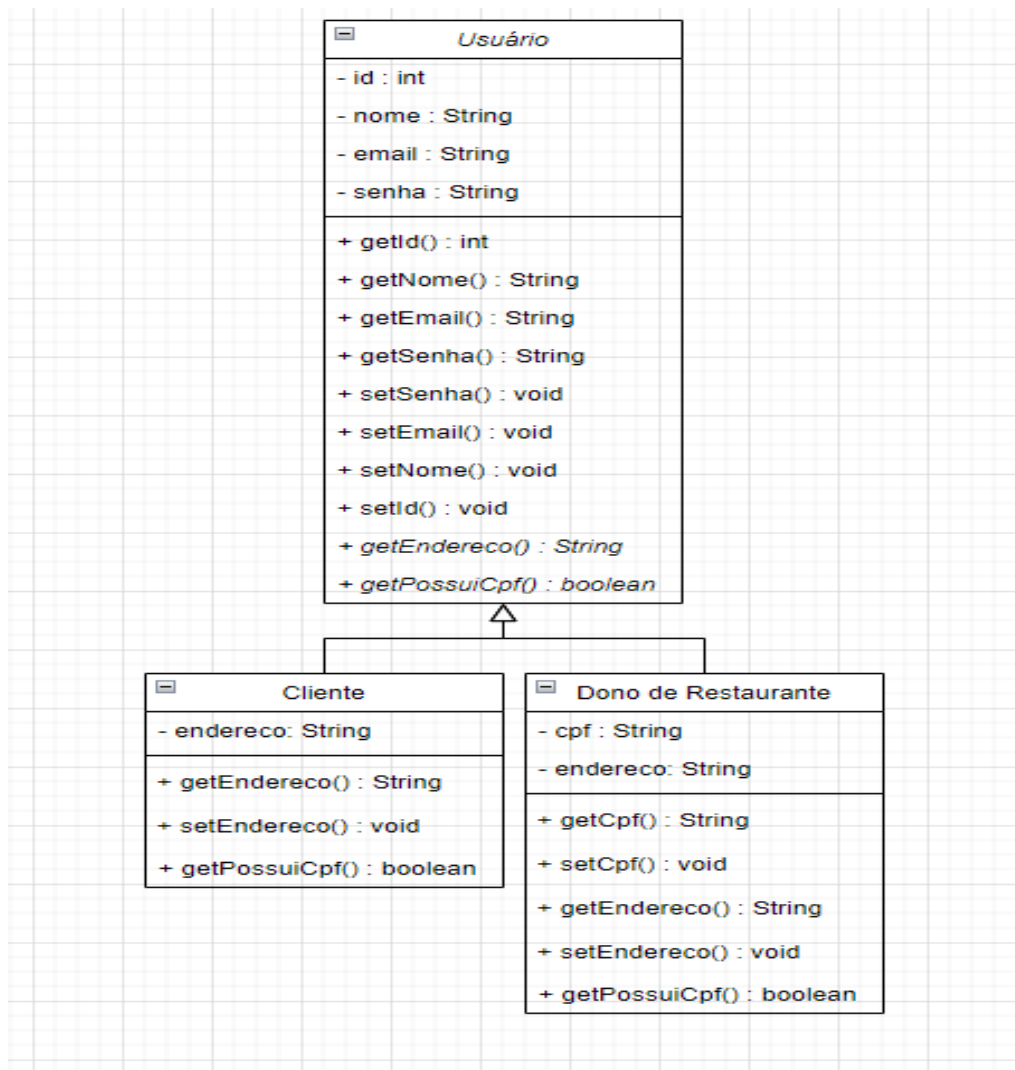 Usuário
- id : int
- nome : String
- email : String
- senha : String
+ getId() : int
+ getNome() : String
+ getEmail() : String
+ getSenha() : String
+ setSenha() : void
+ setEmail() : void
+ setNome() : void
+ setId() : void
+ getEndereco() : String
+ getPossuiCpf() : boolean
Cliente
- endereco: String
+ getEndereco() : String
+ setEndereco() : void
+ getPossuiCpf() : boolean
Dono de Restaurante
- cpf : String
- endereco: String
+ getCpf() : String
+ setCpf() : void
+ getEndereco() : String
+ setEndereco() : void
+ getPossuiCpf() : boolean